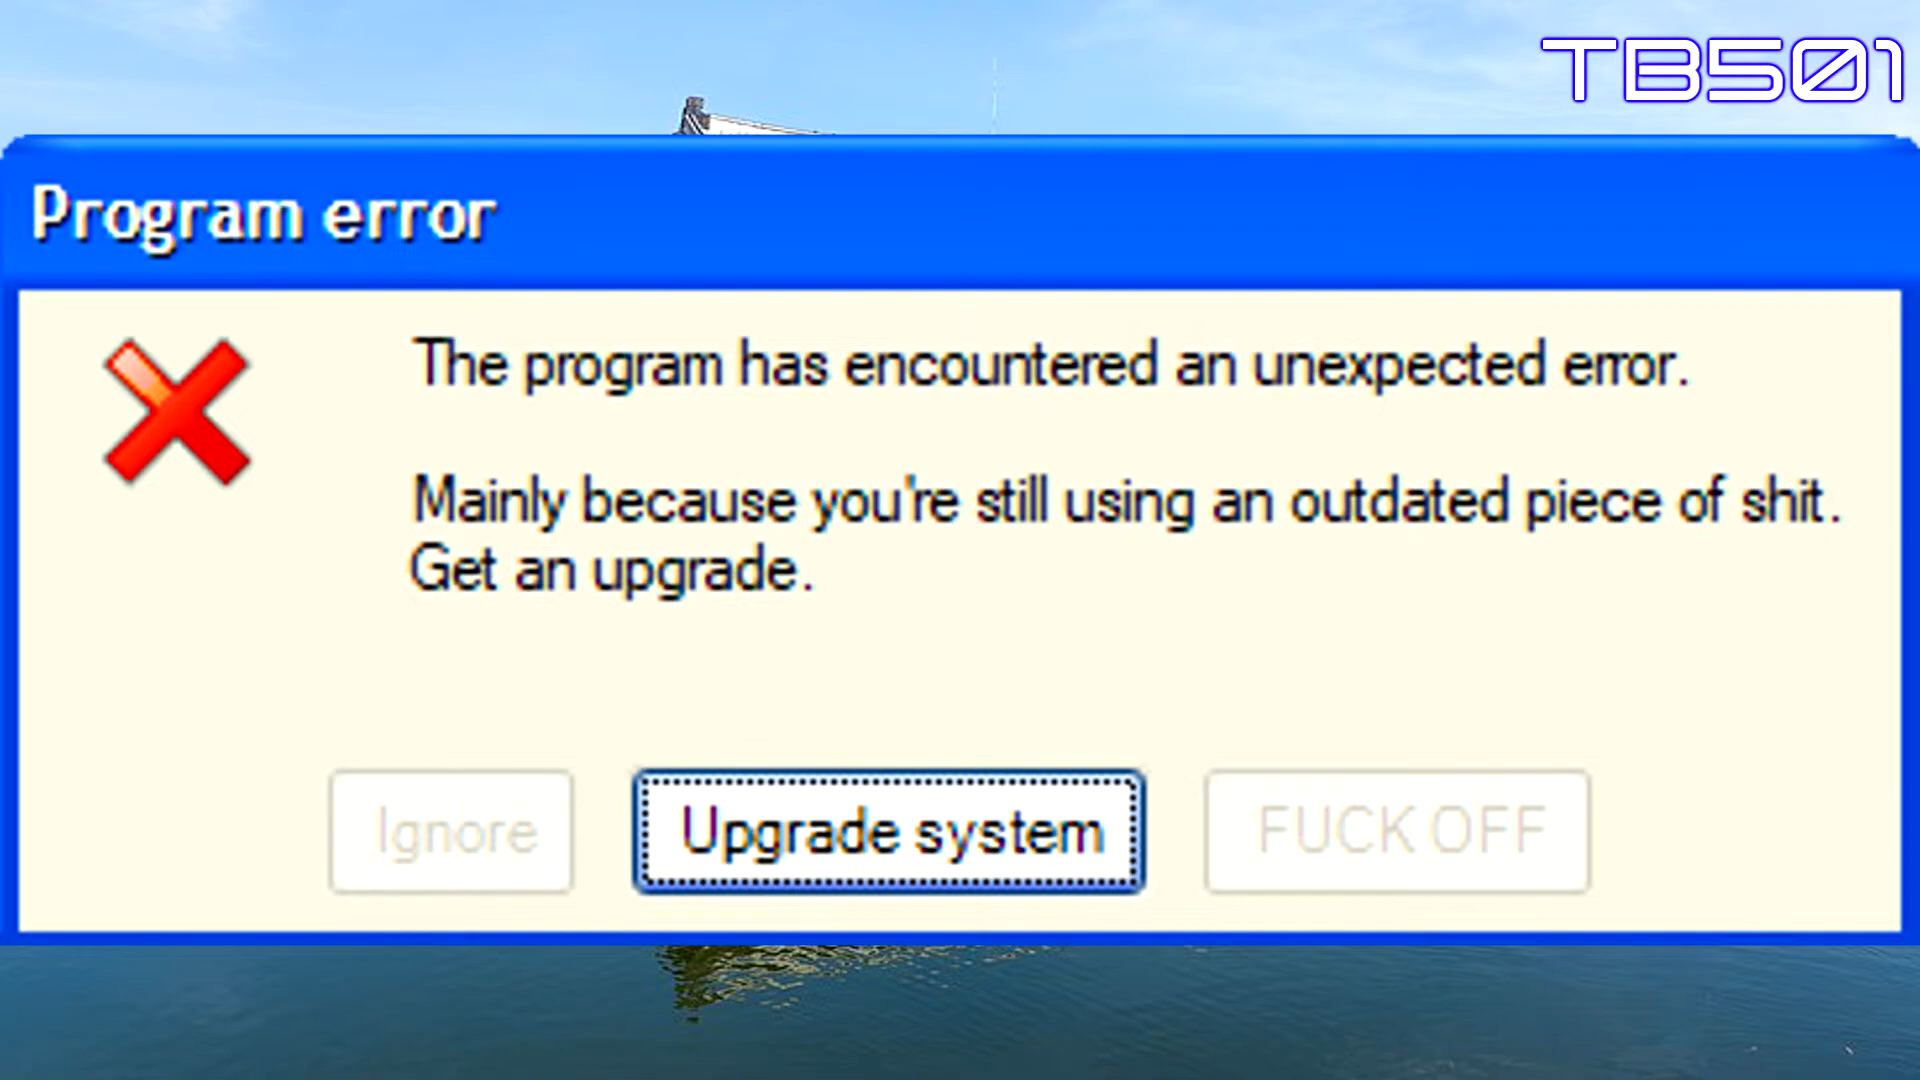 TB501
Program error
The program has encountered an unexpected error.
Mainly because you're still using an outdated piece of shit.
Get an upgrade.
Ignore
Upgrade system
FUCK OFF